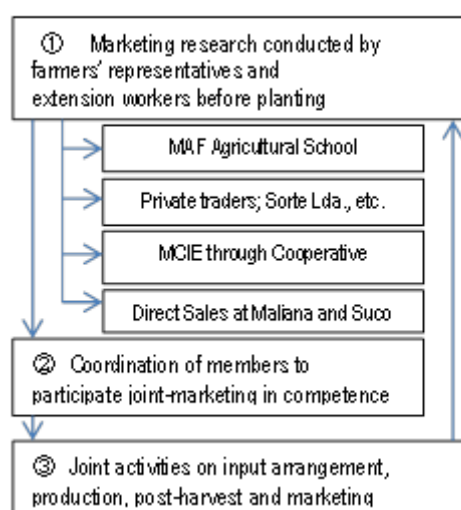 ① Marketing research conducted by
farmers' representatives and
extension workers before planting
MAF Agricultural School
Private traders; Sorte Lda., etc.
MCIE through Cooperative
Direct Sales at Maliana and Suco
② Coordination of members to
participate joint-marketing in competence
③ Joint activities on input arrangement,
production, post-harvest and marketing